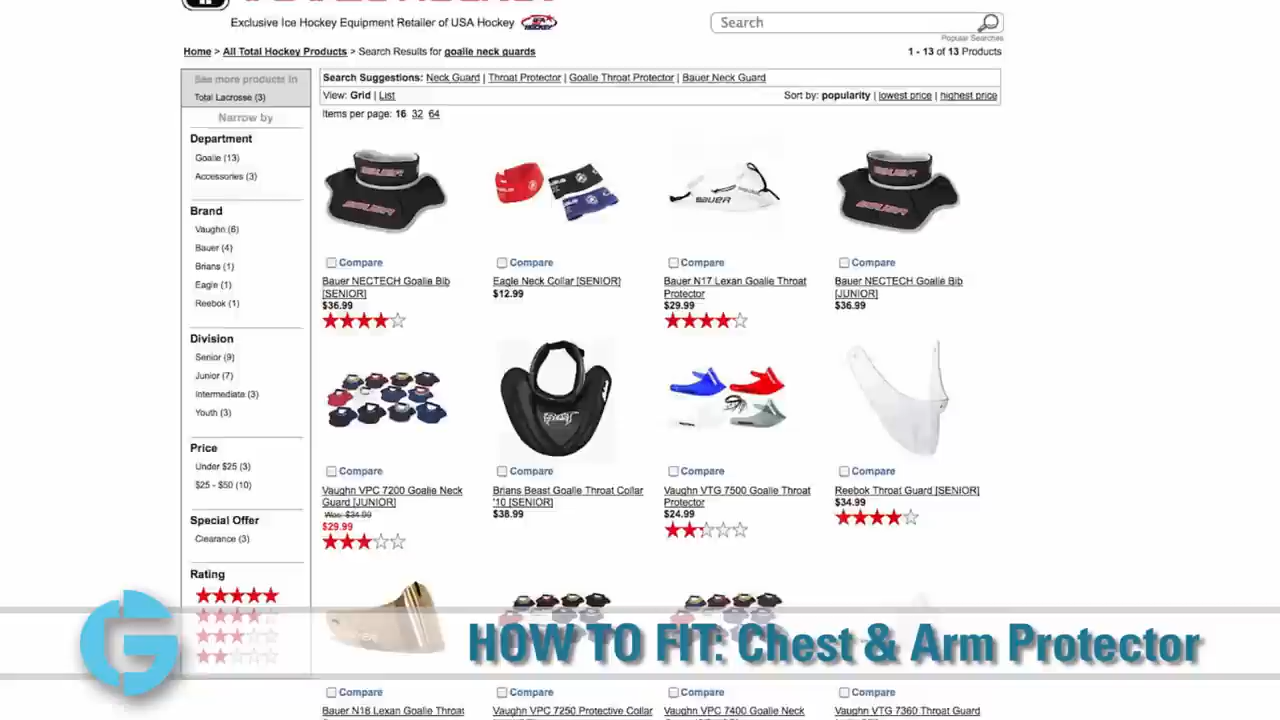 Exclusive Ice Hockey Equipment Retailer of USA Hockey
Search
Popular Searches
Home > All Total Hockey Products > Search Results for goalie neck guards
1 - 13 of 13 Products
See more products in
Total Lacrosse (3)
Narrow by
Department
Goalie (13)
Accessories (3)
Brand
Vaughn (6)
Bauer (4)
Brians (1)
Eagle (1)
Reebok (1)
Division
Senior (9)
Junior (7)
Intermediate (3)
Youth (3)
Price
Under $25 (3)
$25 - $50 (10)
Special Offer
Clearance (3)
Rating
Search Suggestions: Neck Guard | Throat Protector | Goalie Throat Protector | Bauer Neck Guard
View: Grid | List
Sort by: popularity | lowest price | highest price
Items per page: 16 32 64
BAUER
BAUER
BAUER
BAUER
BAUER
Compare
Compare
Compare
Compare
Bauer NECTECH Goalie Bib
[SENIOR]
$36.99
Eagle Neck Collar [SENIOR]
$12.99
Bauer N17 Lexan Goalie Throat
Protector
$29.99
Bauer NECTECH Goalie Bib
[JUNIOR]
$36.99
Compare
Compare
Compare
Compare
Vaughn VPC 7200 Goalie Neck
Guard [JUNIOR]
Was: $34.99
$29.99
Brians Beast Goalie Throat Collar
'10 [SENIOR]
$38.99
Vaughn VTG 7500 Goalie Throat
Protector
$24.99
Reebok Throat Guard [SENIOR]
$34.99
G
HOW TO FIT: Chest & Arm Protector
Compare
Compare
Compare
Compare
Bauer N18 Lexan Goalie Throat
Vaughn VPC 7250 Protective Collar
Vaughn VPC 7400 Goalie Neck
Vaughn VTG 7360 Throat Guard